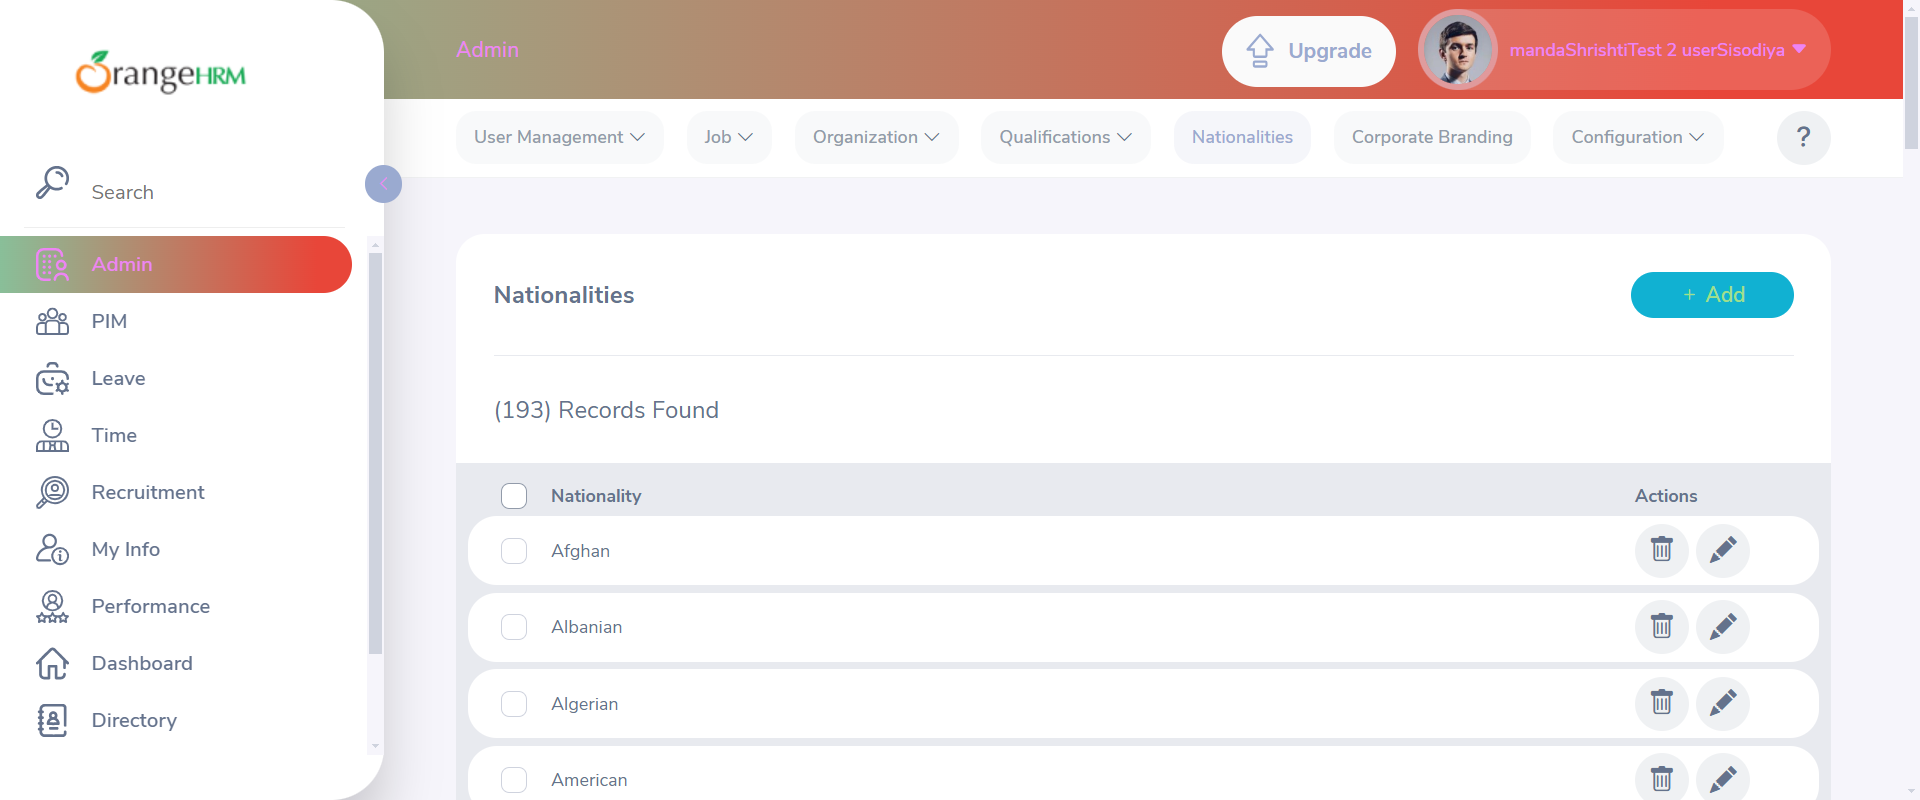 OrangeHRM
Search
Admin
PIM
Leave
Time
Recruitment
My Info
Performance
Dashboard
Directory
Admin
Upgrade
mandaShrishtiTest 2 userSisodiya
User Management
Job
Organization
Qualifications
Nationalities
Corporate Branding
Configuration
?
Nationalities
+ Add
(193) Records Found
Nationality Actions
Afghan
Albanian
Algerian
American